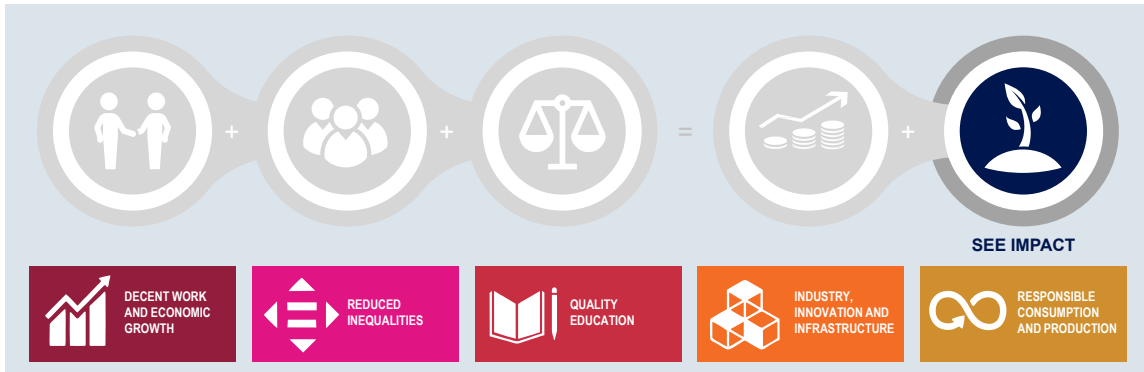 +
+
=
+
SEE IMPACT
DECENT WORK
AND ECONOMIC
GROWTH
REDUCED
INEQUALITIES
QUALITY
EDUCATION
INDUSTRY,
INNOVATION AND
INFRASTRUCTURE
RESPONSIBLE
CONSUMPTION
AND PRODUCTION